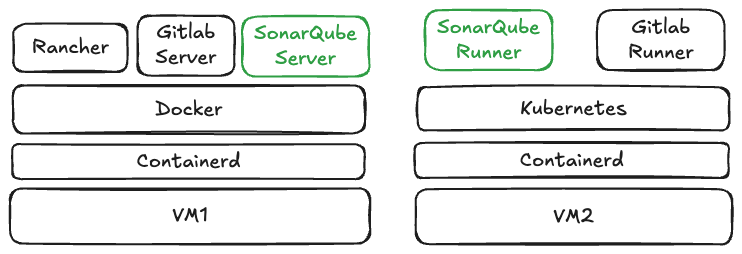 Rancher
Gitlab
Server
SonarQube
Server
Docker
Containerd
VM1
SonarQube
Runner
Gitlab
Runner
Kubernetes
Containerd
VM2